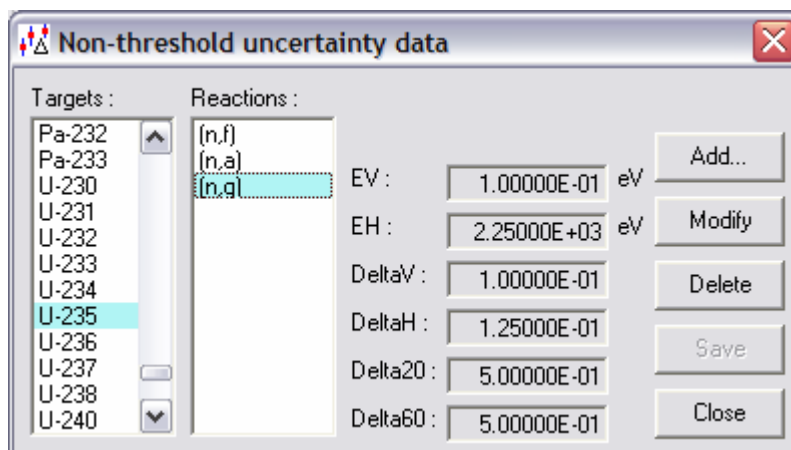 Non-threshold uncertainty data
Targets :
Pa-232
Pa-233
U-230
U-231
U-232
U-233
U-234
U-235
U-236
U-237
U-238
U-240
Reactions :
(n,f)
(n,a)
(n,g)
EV : 1.00000E-01 eV
EH : 2.25000E+03 eV
DeltaV : 1.00000E-01
DeltaH : 1.25000E-01
Delta20 : 5.00000E-01
Delta60 : 5.00000E-01
Add...
Modify
Delete
Save
Close